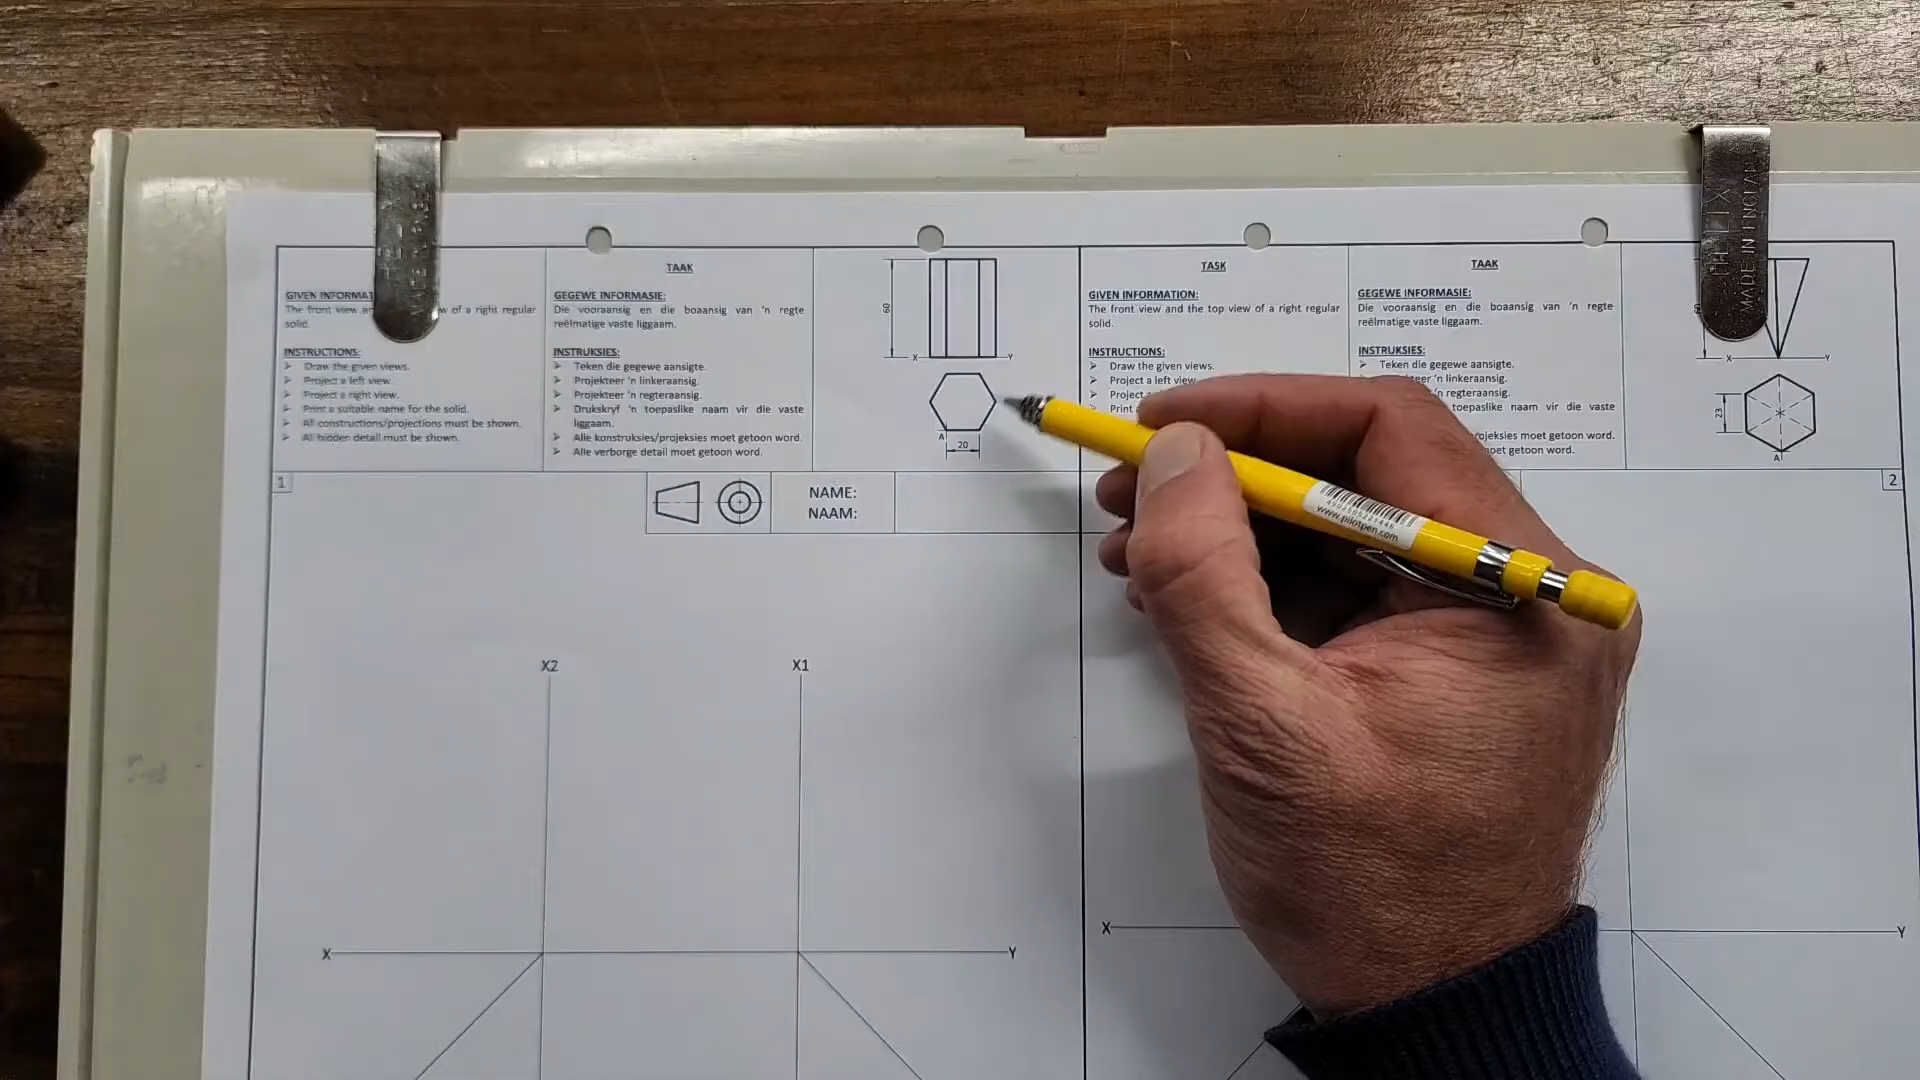 GIVEN INFORMAT
The front view w of a right regular
solid.
INSTRUCTIONS:
Draw the given views.
Project a left view.
Project a right view.
Print a suitable name for the solid.
All constructions/projections must be shown.
All hidden detail must be shown.
TAAK
GEGEWE INFORMASIE:
Die vooraansig en die boaansig van 'n regte
reëlmatige vaste liggaam.
INSTRUKSIES:
Teken die gegewe aansigte.
Projekteer 'n linkeraansig.
Projekteer 'n regteraansig.
Drukskryf 'n toepaslike naam vir die vaste
liggaam.
Alle konstruksies/projeksies moet getoon word.
Alle verborge detail moet getoon word.
60
X
Y
A
20
TASK
GIVEN INFORMATION:
The front view and the top view of a right regular
solid.
INSTRUCTIONS:
Draw the given views.
Project a left view
Project
Print
TAAK
GEGEWE INFORMASIE:
Die vooraansig en die boaansig van 'n regte
reëlmatige vaste liggaam.
INSTRUKSIES:
Teken die gegewe aansigte.
'n linkeraansig.
'n regteraansig.
toepaslike naam vir die vaste
moet getoon word.
moet getoon word.
X
Y
23
A
HELIX
MADE IN ENGLAN
1
NAME:
NAAM:
2
www.pilotpen.com
X2
X1
X
Y
X
Y